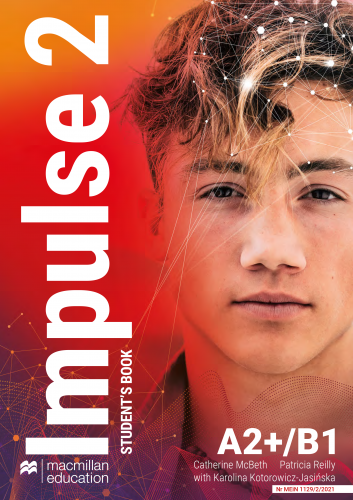 Impulse 2
STUDENT'S BOOK
macmillan
education
A2+/B1
Catherine McBeth Patricia Reilly
with Karolina Kotorowicz-Jasińska
Nr MEiN 1129/2/2021